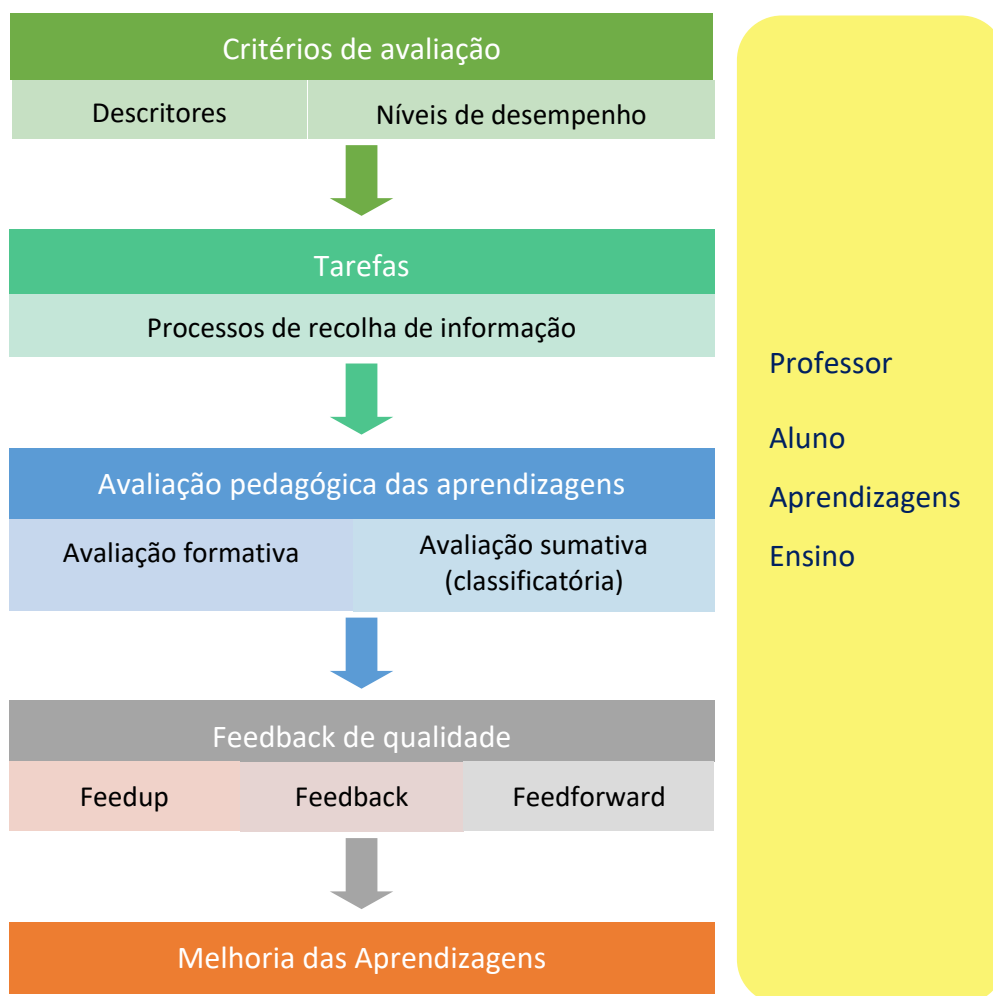 Critérios de avaliação
Descritores
Níveis de desempenho
Tarefas
Processos de recolha de informação
Avaliação pedagógica das aprendizagens
Avaliação formativa
Avaliação sumativa
(classificatória)
Feedback de qualidade
Feedup
Feedback
Feedforward
Melhoria das Aprendizagens
Professor
Aluno
Aprendizagens
Ensino